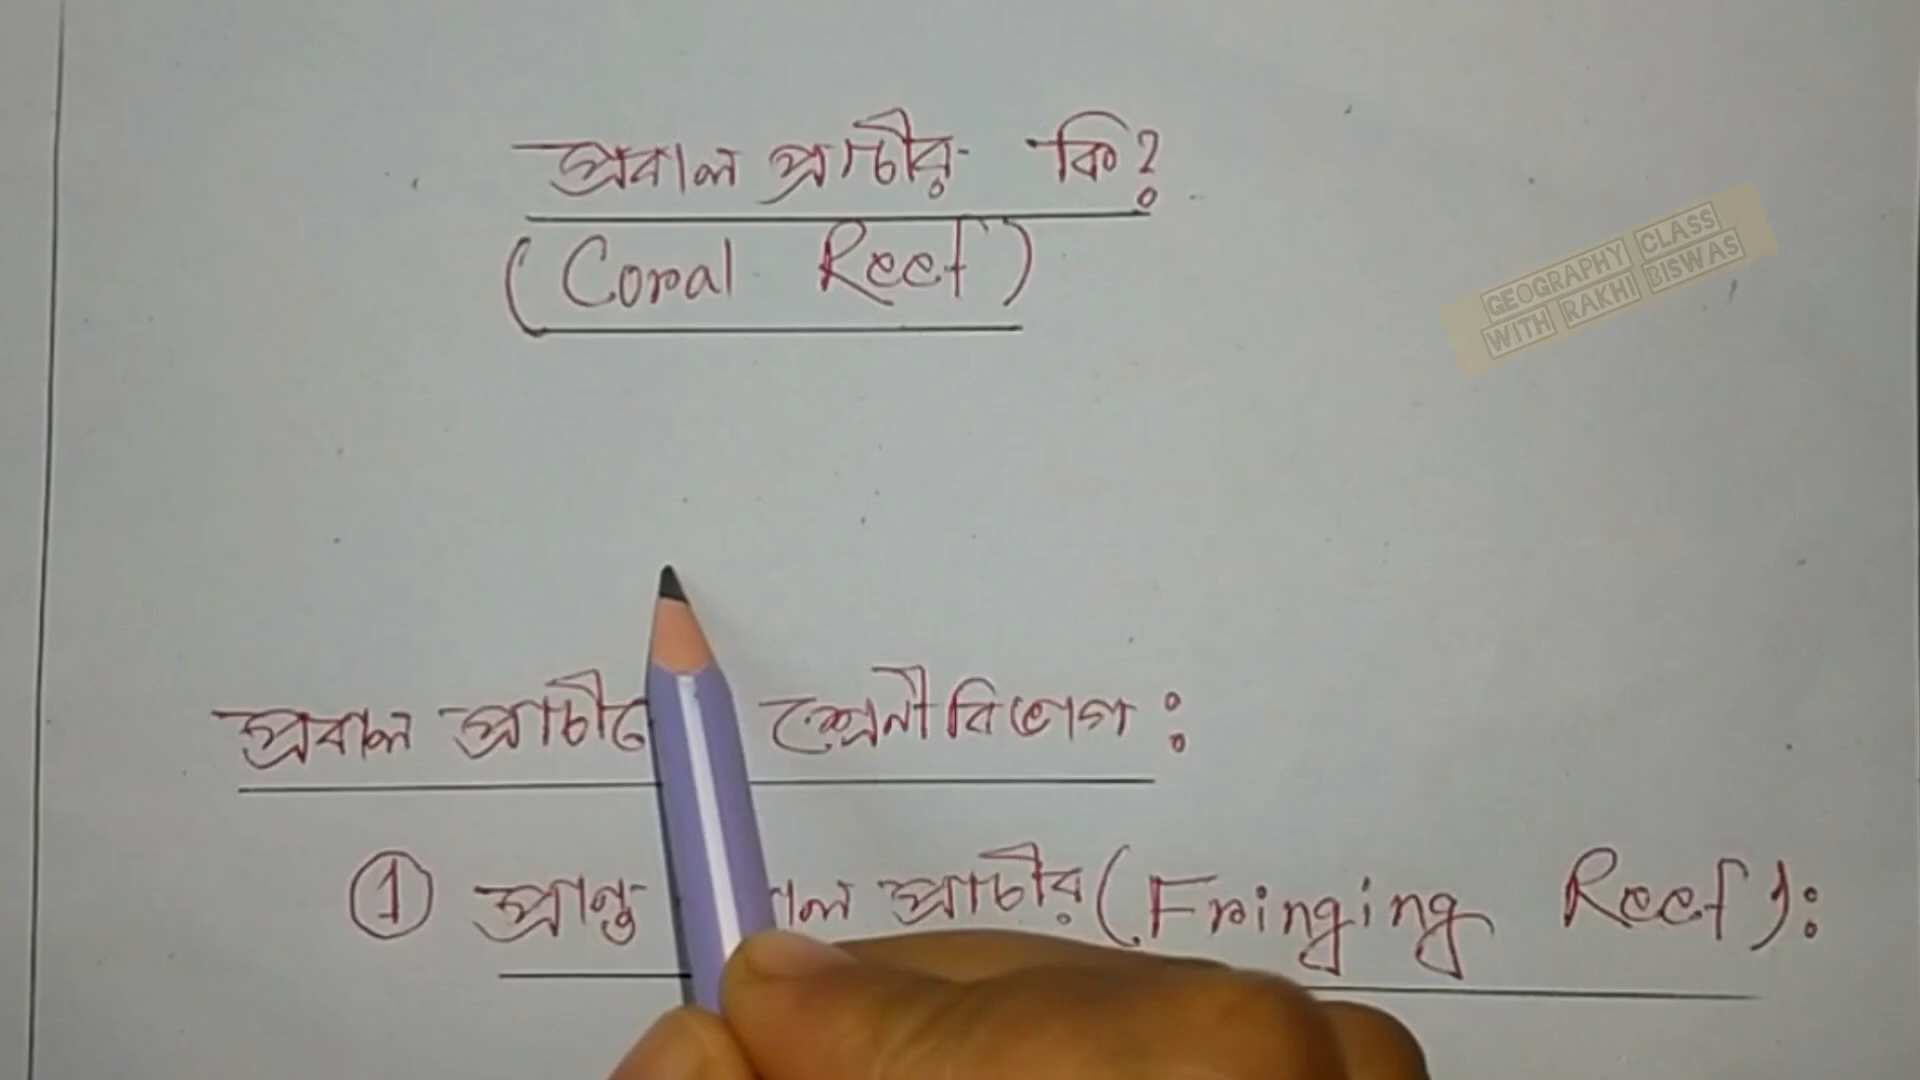 প্রবাল প্রাচীর কি?
(Coral Reef)
GEOGRAPHY CLASS
WITH RAKHI BISWAS
প্রবাল শ্রেনীবিভাগ :
① প্রান্ত প্রাচীর (Fringing Reef):